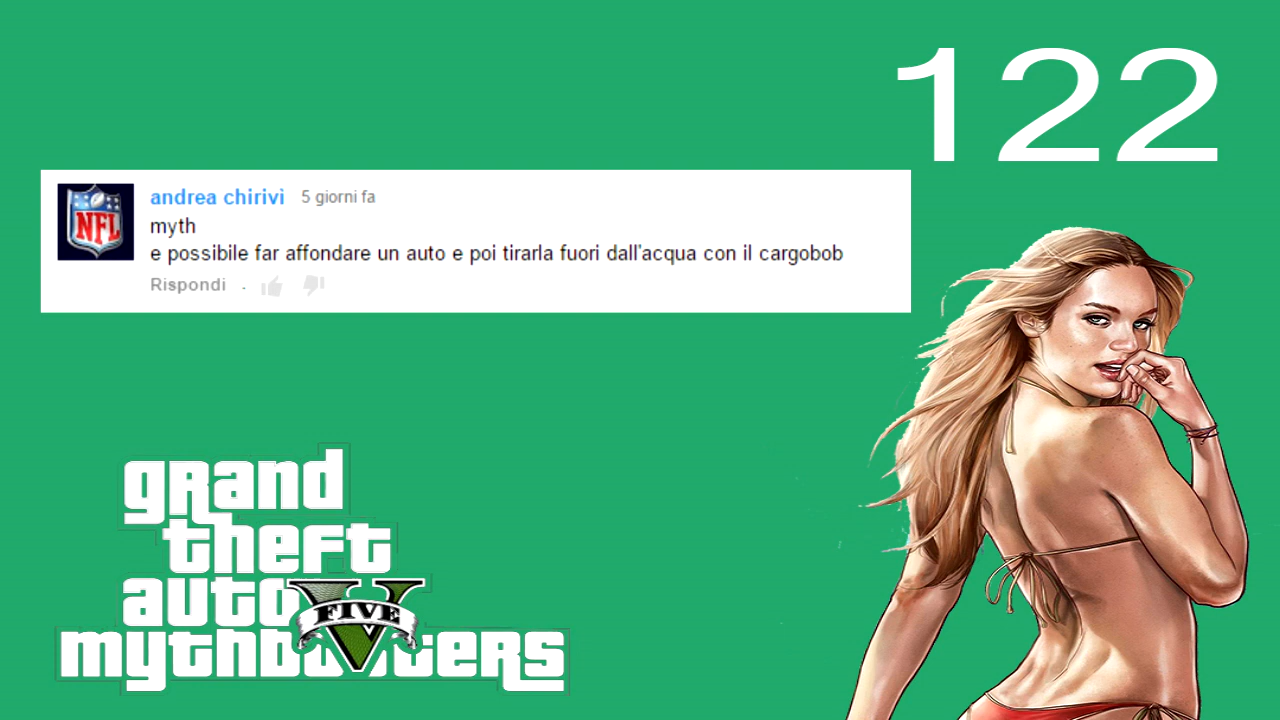 122
NFL
andrea chirivì 5 giorni fa
myth
e possibile far affondare un auto e poi tirarla fuori dall'acqua con il cargobob
Rispondi .
grand
theft
auto
FIVE
V
mythbusters